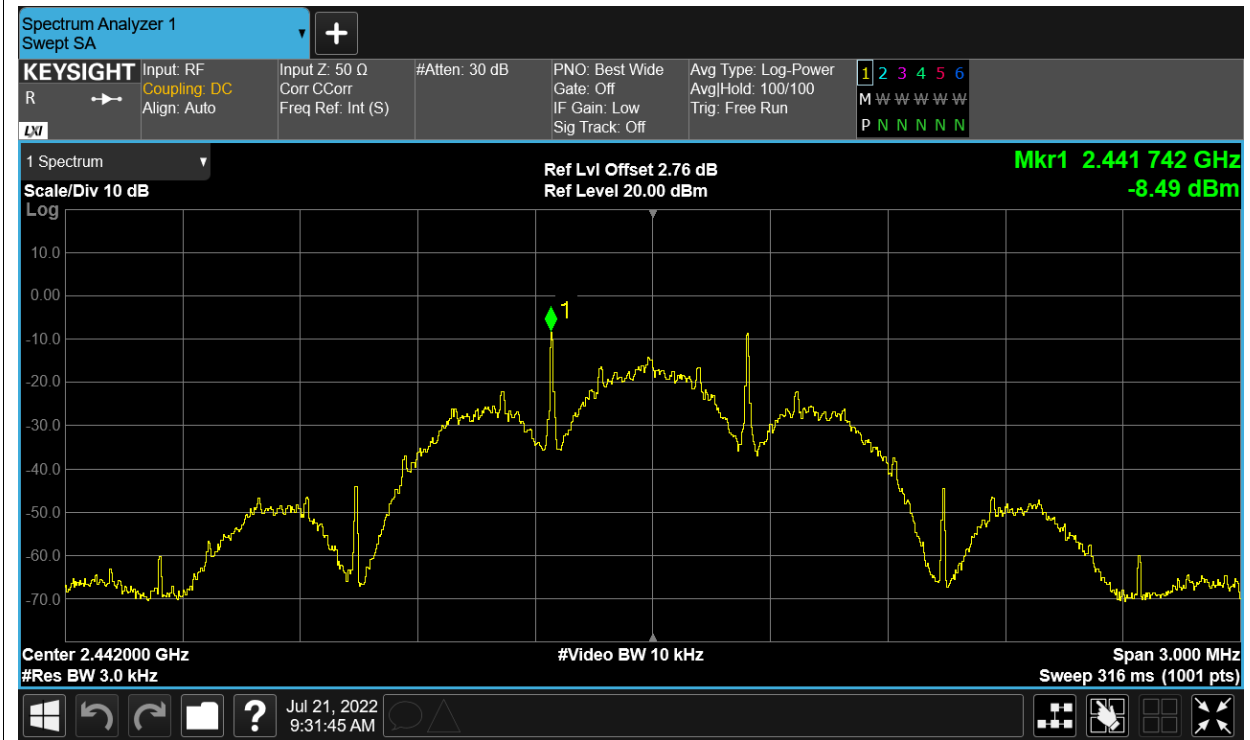 Spectrum Analyzer 1
Swept SA
+
KEYSIGHT
R
LXI
Input: RF
Coupling: DC
Align: Auto
Input Z: 50 Ω
Corr CCorr
Freq Ref: Int (S)
#Atten: 30 dB
PNO: Best Wide
Gate: Off
IF Gain: Low
Sig Track: Off
Avg Type: Log-Power
Avg|Hold: 100/100
Trig: Free Run
1 2 3 4 5 6
M W W W W W
P N N N N N
1 Spectrum
Scale/Div 10 dB
Log
Ref Lvl Offset 2.76 dB
Ref Level 20.00 dBm
Mkr1 2.441 742 GHz
-8.49 dBm
10.0
0.00
1
-10.0
-20.0
-30.0
-40.0
-50.0
-60.0
-70.0
Center 2.442000 GHz
#Video BW 10 kHz
Span 3.000 MHz
#Res BW 3.0 kHz
Sweep 316 ms (1001 pts)
?
Jul 21, 2022
9:31:45 AM